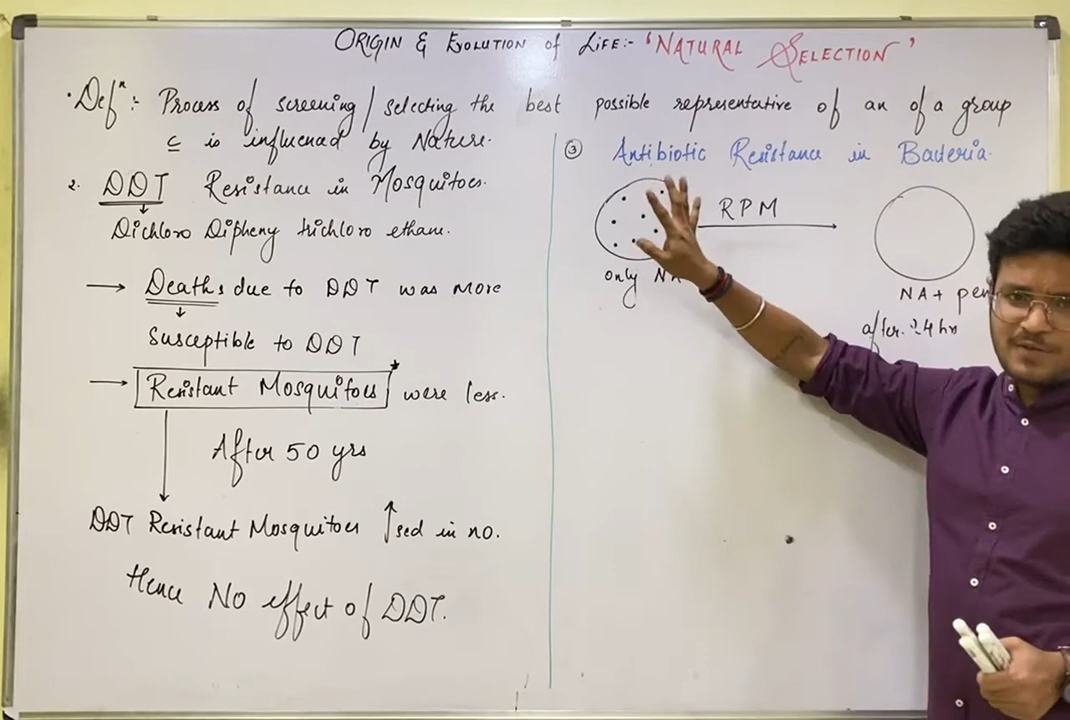 ORIGIN & EVOLUTION of LIFE:- 'NATURAL SELECTION'
· Defⁿ:- Process of screening/selecting the best possible representative of an of a group
c is influenced by Nature.
2. DDT Resistance in Mosquitoes.
Dichloro Dipheny trichloro ethane.
→ Deaths due to DDT was more
Susceptible to DDT
→ Resistant Mosquitoes* were less.
After 50 yrs
DDT Resistant Mosquitoes ↑sed in no.
Hence No effect of DDT.
③ Antibiotic Resistance in Bacteria.
RPM
only NA
NA + pen
after 24 hr